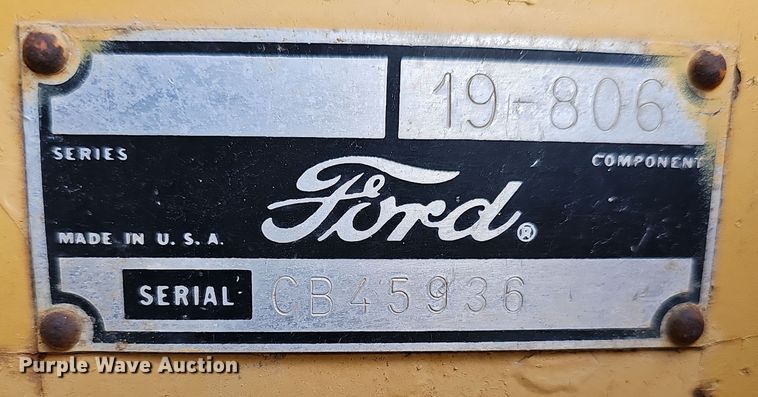 19-806
SERIES
COMPONENT
Ford®
MADE IN U. S. A.
SERIAL CB45936
Purple Wave Auction